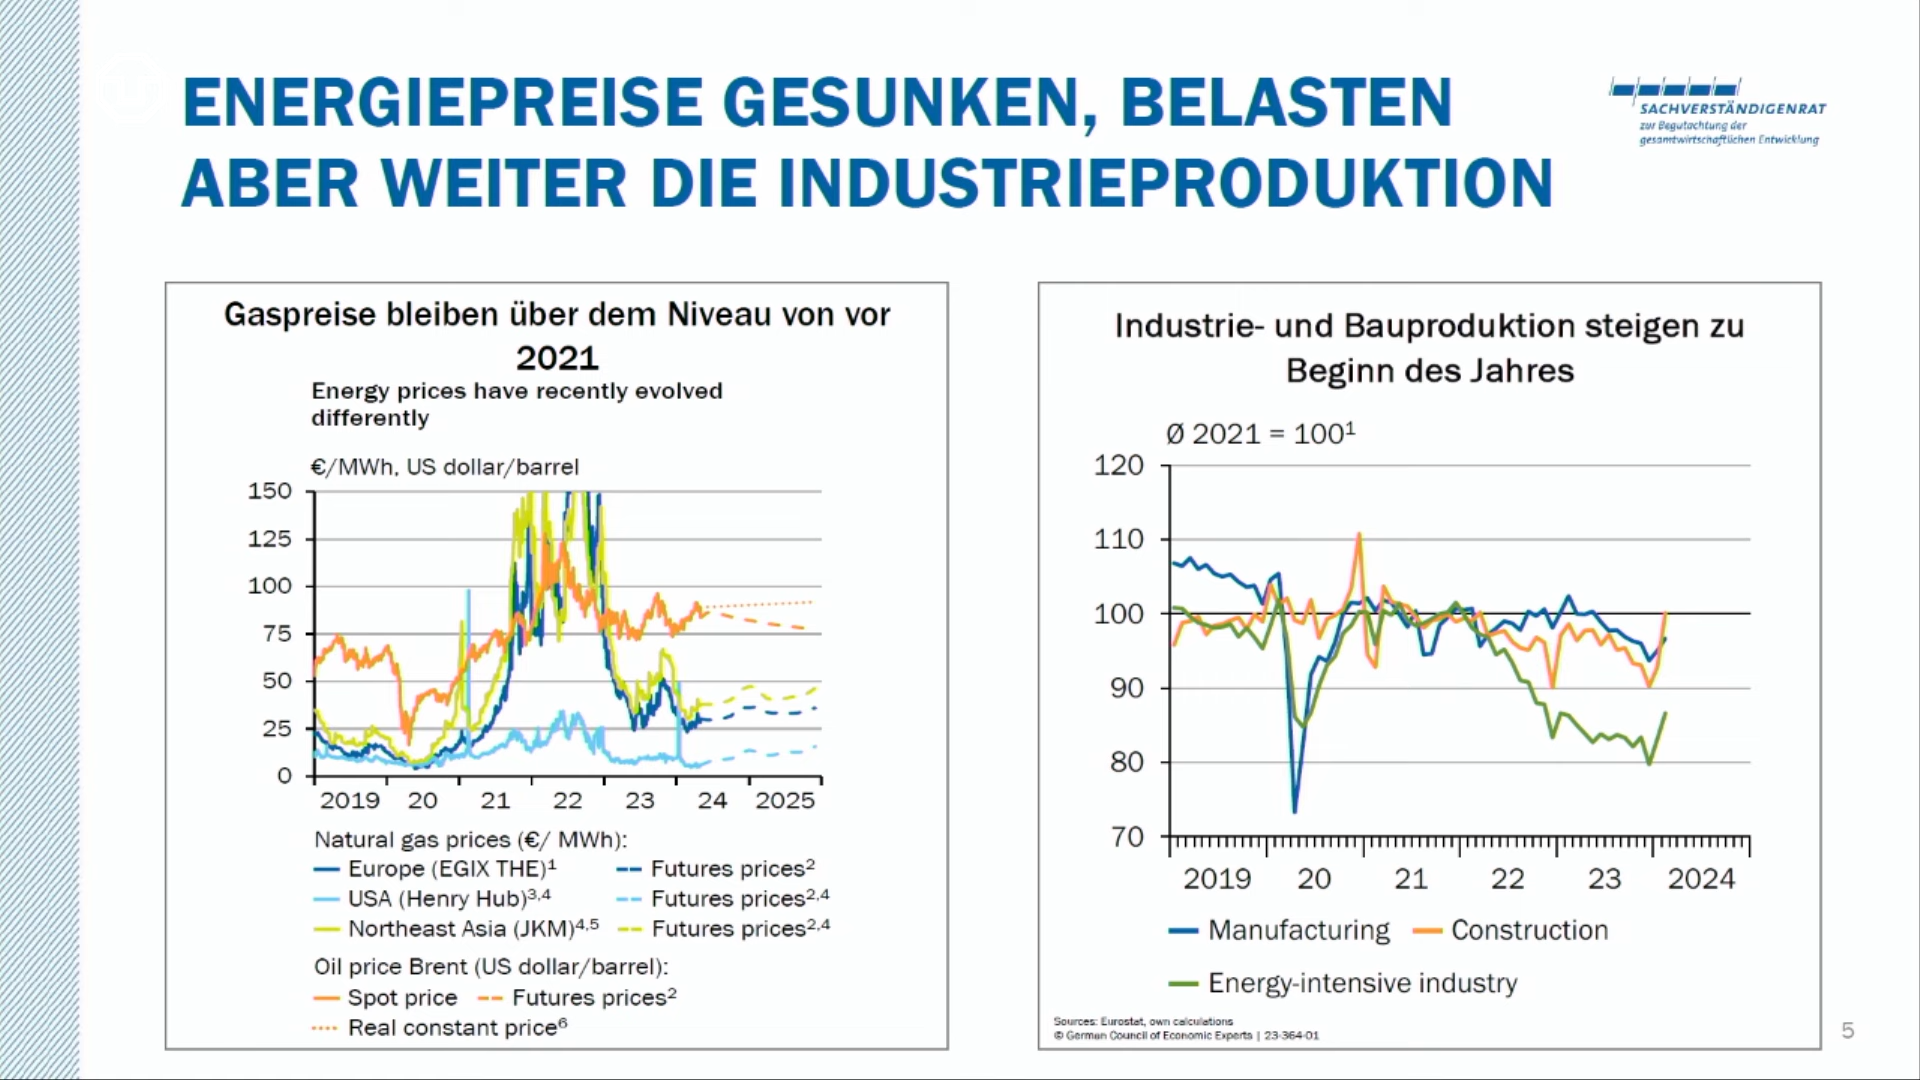 ENERGIEPREISE GESUNKEN, BELASTEN
ABER WEITER DIE INDUSTRIEPRODUKTION
SACHVERSTÄNDIGENRAT
zur Begutachtung der
gesamtwirtschaftlichen Entwicklung
Gaspreise bleiben über dem Niveau von vor
2021
Energy prices have recently evolved
differently
€/MWh, US dollar/barrel
150
125
100
75
50
25
0
2019 20 21 22 23 24 2025
Natural gas prices (€/ MWh):
Europe (EGIX THE)¹ Futures prices²
USA (Henry Hub)³,⁴ Futures prices²,⁴
Northeast Asia (JKM)⁴,⁵ Futures prices²,⁴
Oil price Brent (US dollar/barrel):
Spot price Futures prices²
Real constant price⁶
Industrie- und Bauproduktion steigen zu
Beginn des Jahres
Ø 2021 = 100¹
120
110
100
90
80
70
2019 20 21 22 23 2024
Manufacturing Construction
Energy-intensive industry
Sources: Eurostat, own calculations
© German Council of Economic Experts | 23-364-01
5